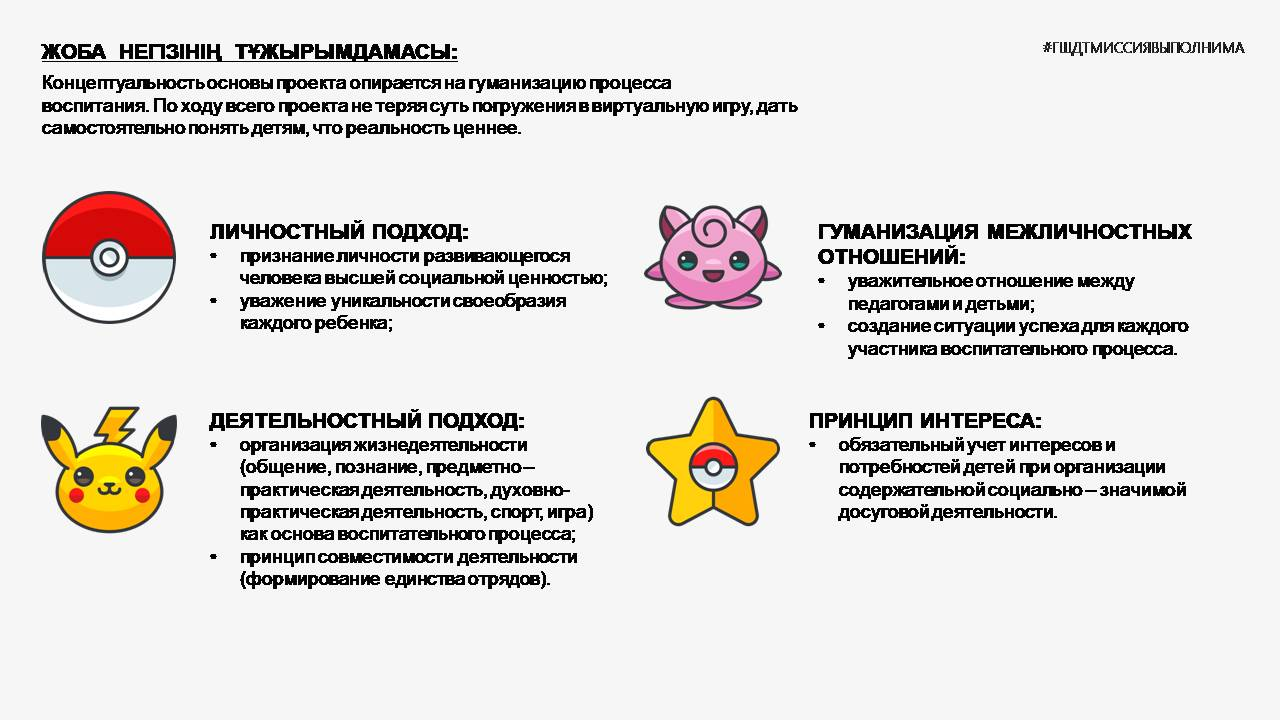 ЖОБА НЕГІЗІНІҢ ТҰЖЫРЫМДАМАСЫ:
#ГШДТМИССИЯВЫПОЛНИМА
Концептуальность основы проекта опирается на гуманизацию процесса
воспитания. По ходу всего проекта не теряя суть погружения в виртуальную игру, дать
самостоятельно понять детям, что реальность ценнее.
ЛИЧНОСТНЫЙ ПОДХОД:
• признание личности развивающегося
человека высшей социальной ценностью;
• уважение уникальности своеобразия
каждого ребенка;
ГУМАНИЗАЦИЯ МЕЖЛИЧНОСТНЫХ
ОТНОШЕНИЙ:
• уважительное отношение между
педагогами и детьми;
• создание ситуации успеха для каждого
участника воспитательного процесса.
ДЕЯТЕЛЬНОСТНЫЙ ПОДХОД:
• организация жизнедеятельности
(общение, познание, предметно –
практическая деятельность, духовно-
практическая деятельность, спорт, игра)
как основа воспитательного процесса;
• принцип совместимости деятельности
(формирование единства отрядов).
ПРИНЦИП ИНТЕРЕСА:
• обязательный учет интересов и
потребностей детей при организации
содержательной социально – значимой
досуговой деятельности.